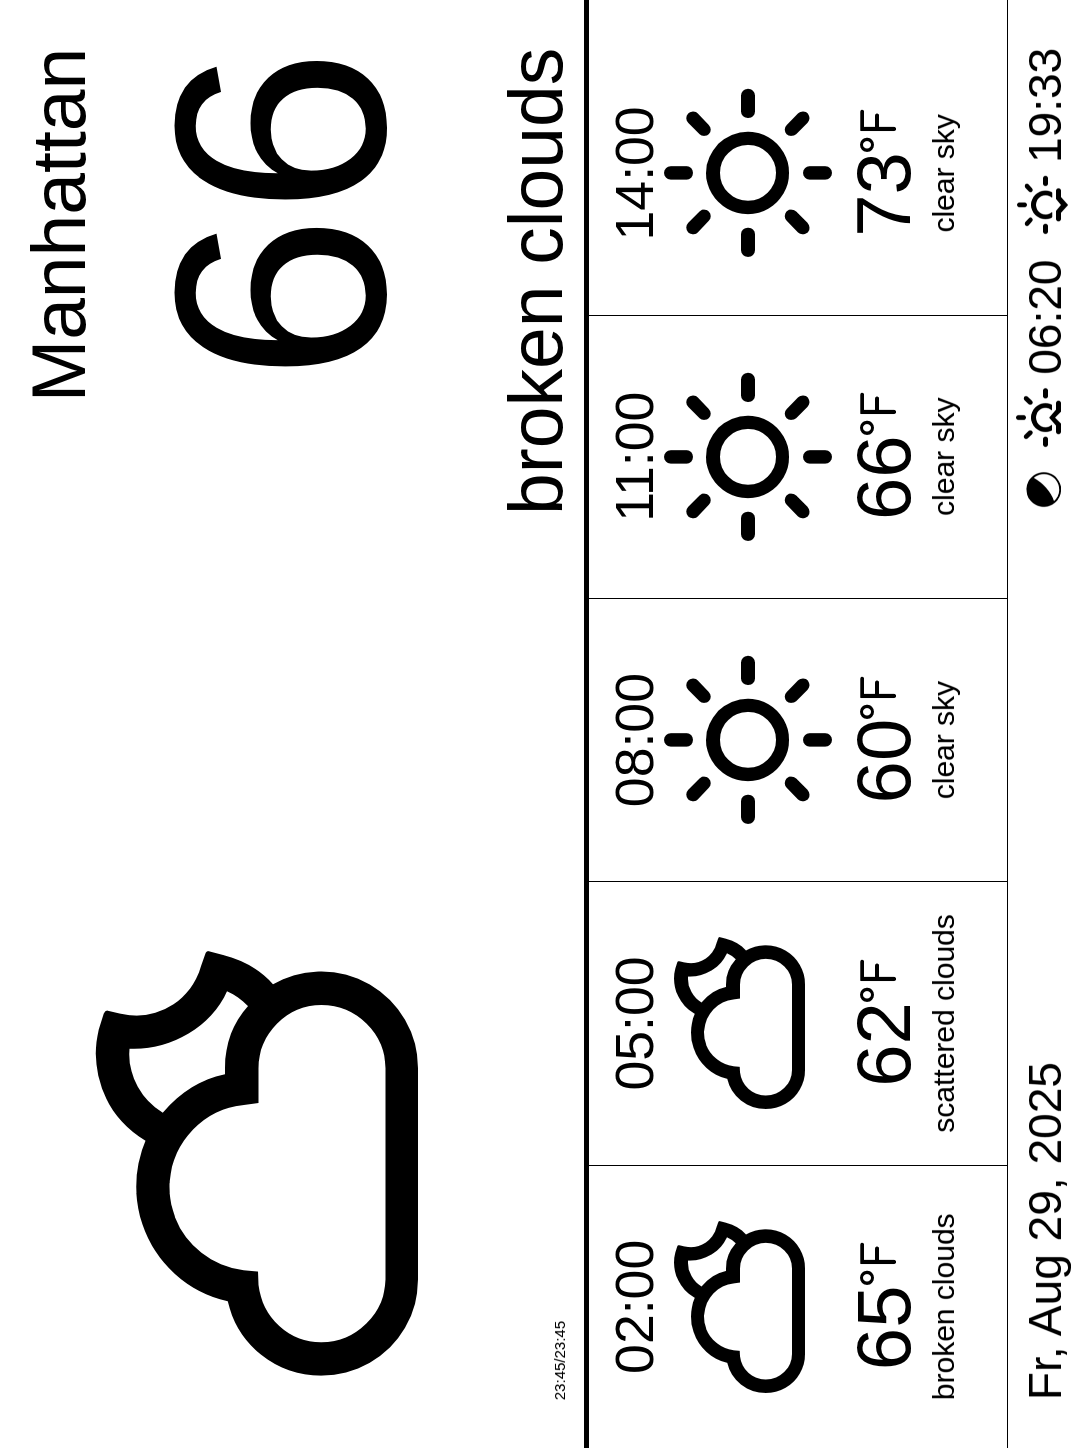 Manhattan
66
broken clouds
23:45/23:45
02:00
65°F
broken clouds
05:00
62°F
scattered clouds
08:00
60°F
clear sky
11:00
66°F
clear sky
14:00
73°F
clear sky
Fr, Aug 29, 2025
06:20
19:33